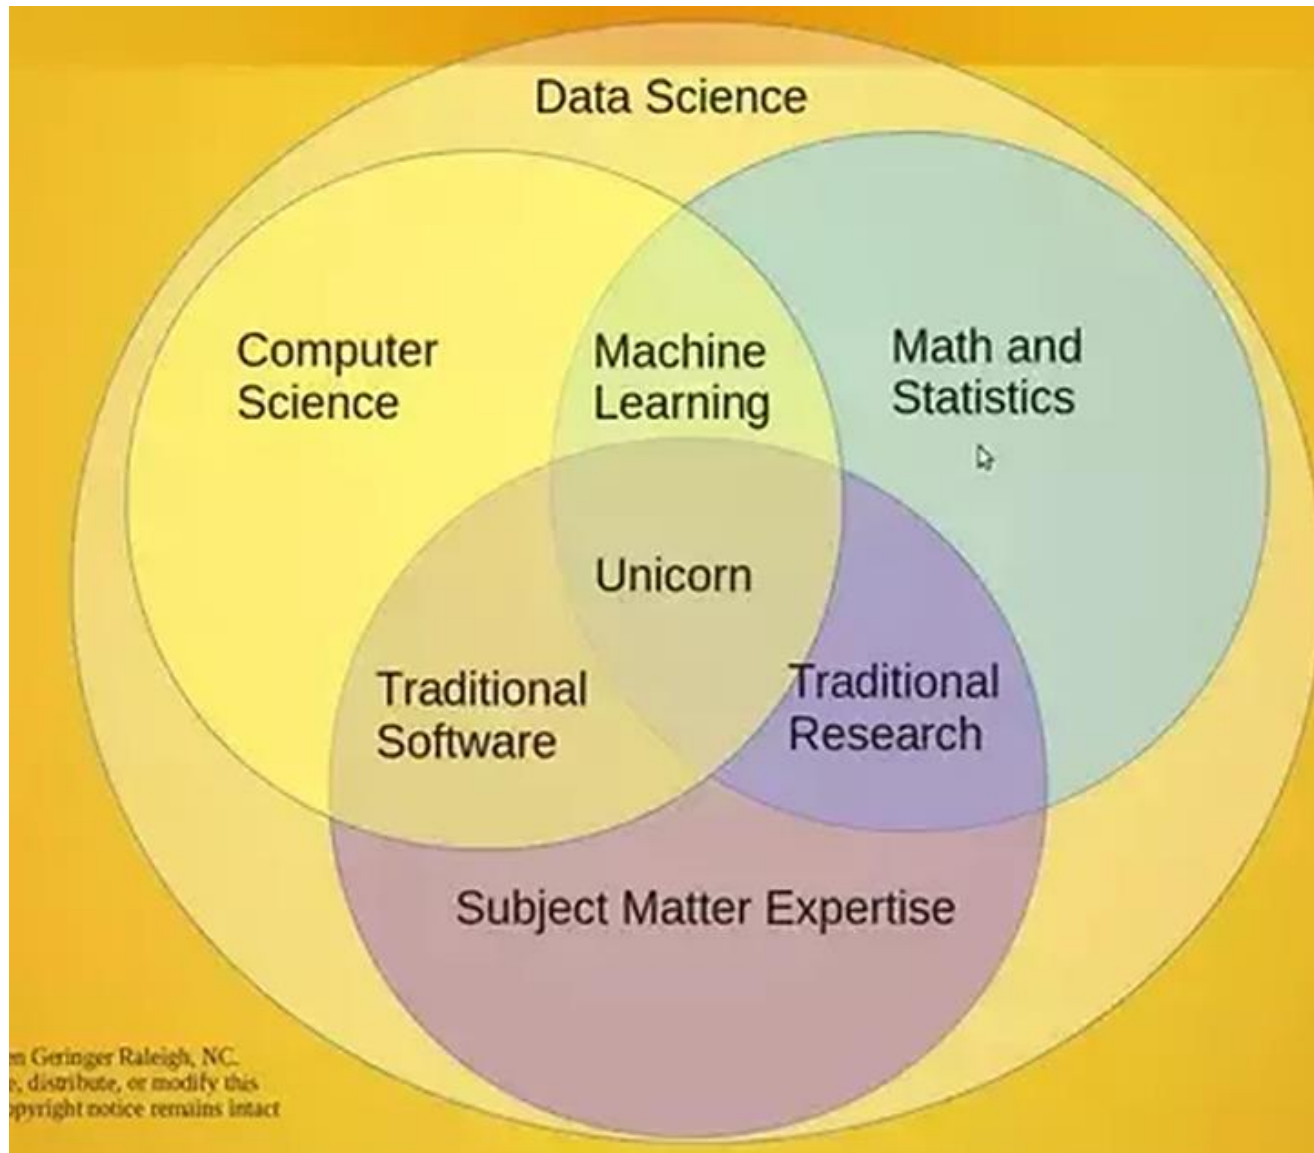 Data Science
Computer
Science
Machine
Learning
Math and
Statistics
Unicorn
Traditional
Software
Traditional
Research
Subject Matter Expertise
Geringer Raleigh, NC.
, distribute, or modify this
notice remains intact